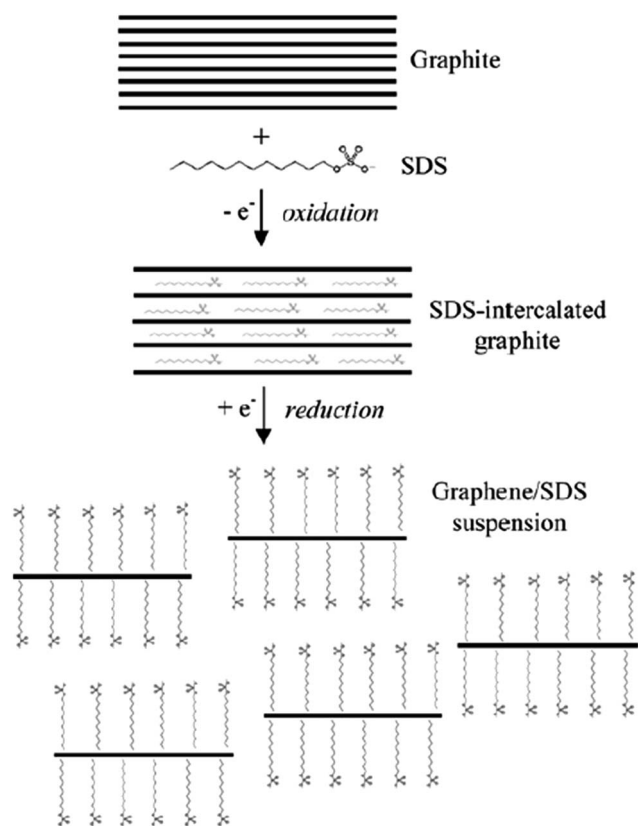 Graphite
+
SDS
- e⁻ oxidation
SDS-intercalated
graphite
+ e⁻ reduction
Graphene/SDS
suspension